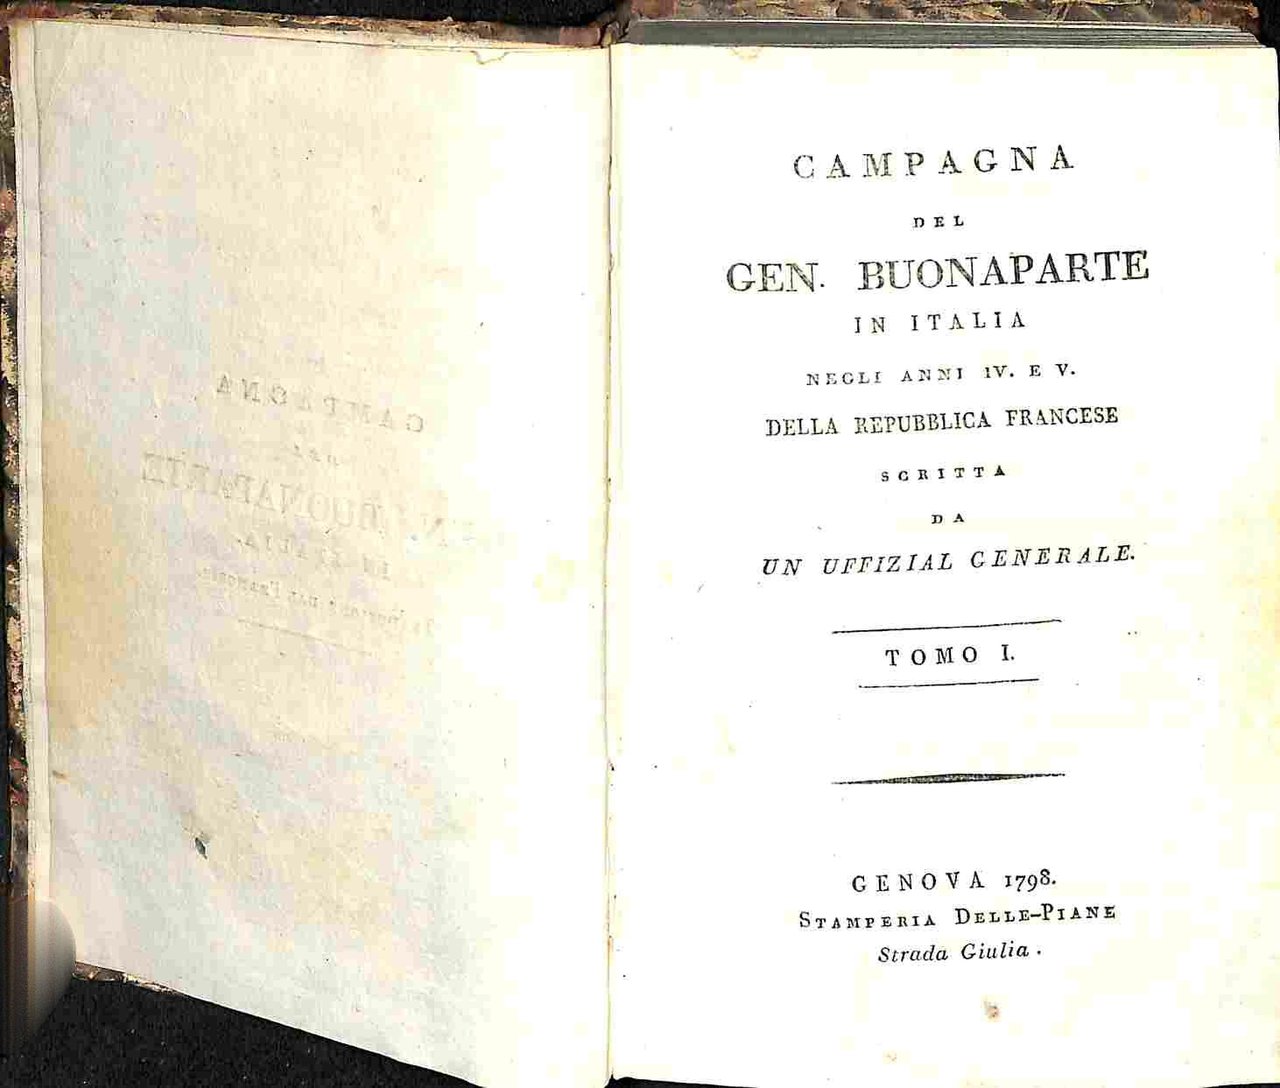 CAMPAGNA
DEL
GEN. BUONAPARTE
IN ITALIA
NEGLI ANNI IV. E V.
DELLA REPUBBLICA FRANCESE
SCRITTA
DA
UN UFFIZIAL GENERALE.
TOMO I.
GENOVA 1798.
STAMPERIA DELLE-PIANE
Strada Giulia.